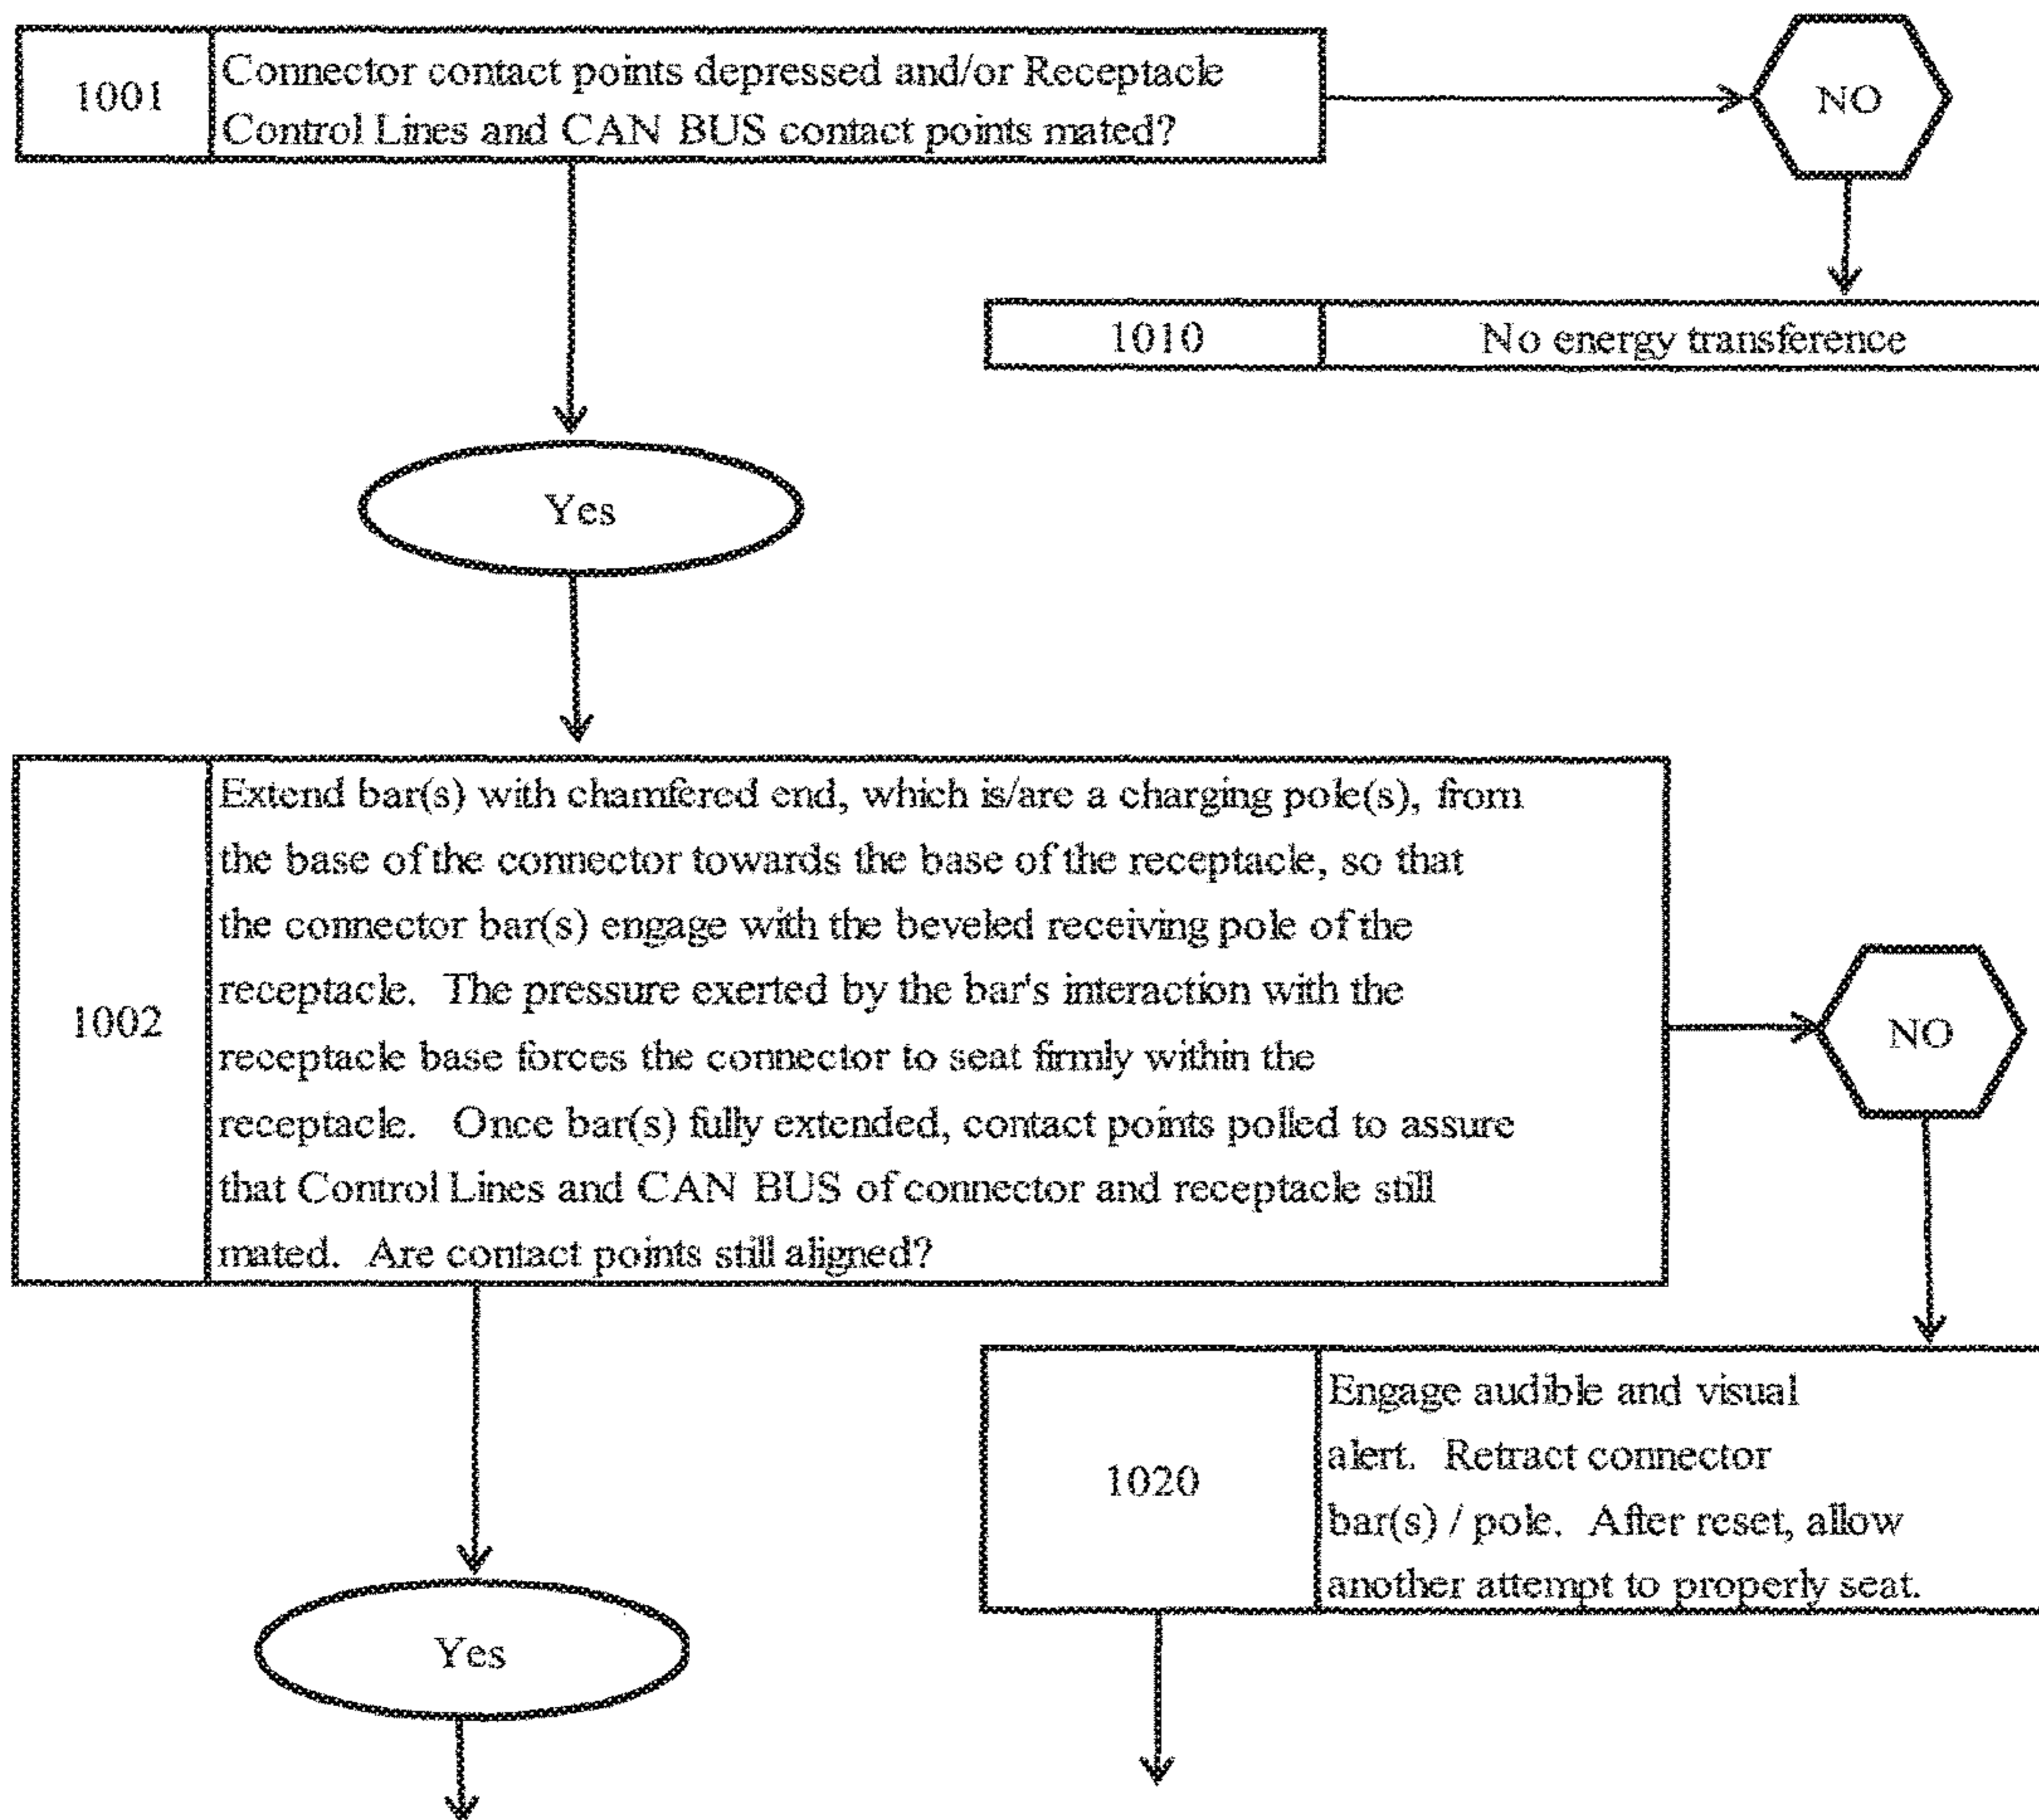 1001
Connector contact points depressed and/or Receptacle
Control Lines and CAN BUS contact points mated?
NO
1010
No energy transference
Yes
1002
Extend bar(s) with chamfered end, which is/are a charging pole(s), from
the base of the connector towards the base of the receptacle, so that
the connector bar(s) engage with the beveled receiving pole of the
receptacle. The pressure exerted by the bar's interaction with the
receptacle base forces the connector to seat firmly within the
receptacle. Once bar(s) fully extended, contact points polled to assure
that Control Lines and CAN BUS of connector and receptacle still
mated. Are contact points still aligned?
NO
1020
Engage audible and visual
alert. Retract connector
bar(s) / pole. After reset, allow
another attempt to properly seat.
Yes